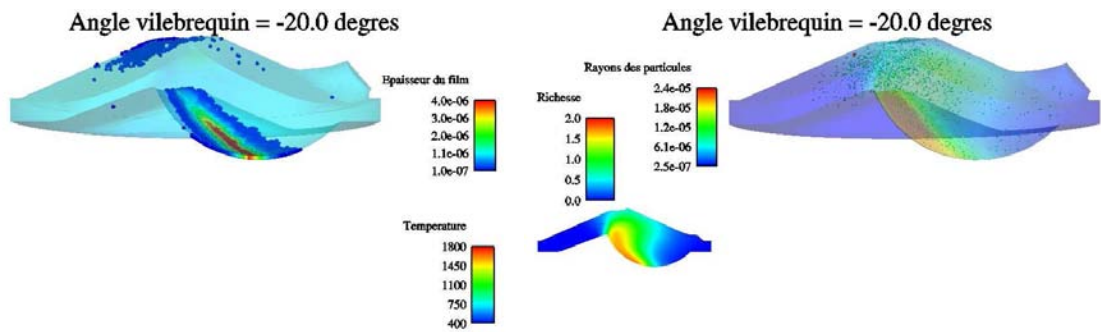 Angle vilebrequin = -20.0 degres
Angle vilebrequin = -20.0 degres
Epaisseur du film
4.0e-06
3.0e-06
2.0e-06
1.1e-06
1.0e-07
Richesse
2.0
1.5
1.0
0.5
0.0
Rayons des particules
2.4e-05
1.8e-05
1.2e-05
6.1e-06
2.5e-07
Temperature
1800
1450
1100
750
400